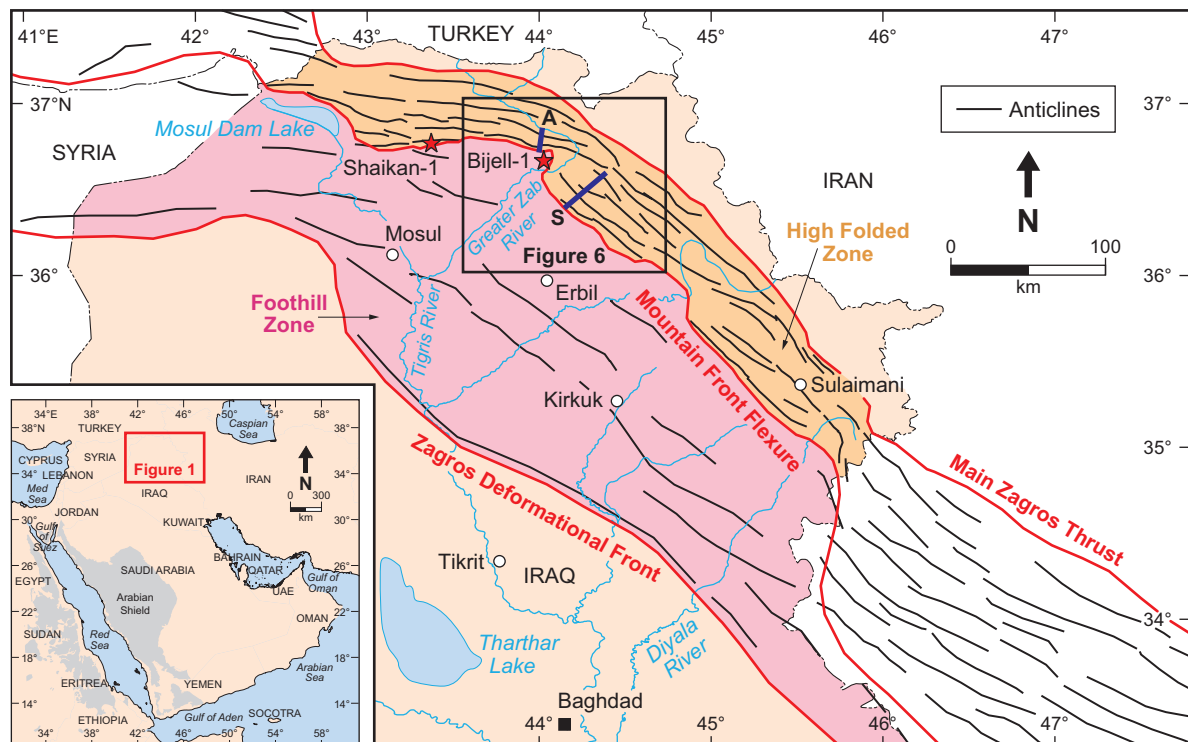 41°E
42°
43°
44°
45°
46°
47°
TURKEY
37°N
37°
Mosul Dam Lake
A
Anticlines
SYRIA
Shaikan-1
Bijell-1
IRAN
N
Greater Zab
River
S
High Folded
Zone
0
100
km
Mosul
Figure 6
36°
36°
Erbil
Foothill
Zone
Tigris River
Mountain Front Flexure
Sulaimani
Kirkuk
35°
Zagros Deformational Front
Main Zagros Thrust
Tikrit
IRAQ
34°
Tharthar
Lake
Diyala
River
Baghdad
44°
45°
46°
47°
34°E
38°
42°
46°
50°
54°
58°
Caspian
Sea
38°N
38°
TURKEY
CYPRUS
SYRIA
Figure 1
N
34°
LEBANON
IRAN
34°
Med
Sea
IRAQ
0
300
km
JORDAN
30°
Gulf
of
Suez
KUWAIT
30°
26°
BAHRAIN
QATAR
26°
EGYPT
SAUDI ARABIA
Gulf of
Oman
UAE
22°
Arabian
Shield
22°
OMAN
SUDAN
Red
Sea
18°
18°
Arabian
Sea
ERITREA
YEMEN
14°
14°
Gulf of Aden
SOCOTRA
ETHIOPIA
34°
38°
42°
46°
50°
54°
58°